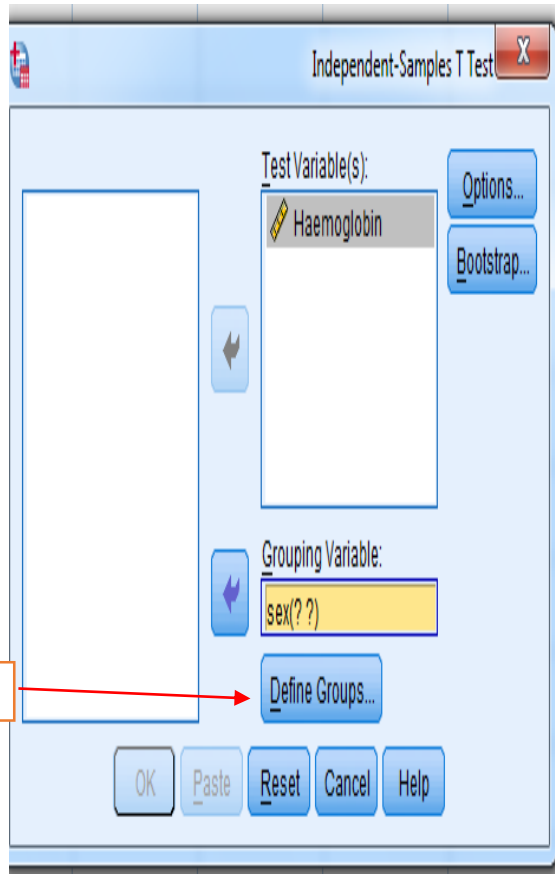 Independent-Samples T Test
Test Variable(s):
Haemoglobin
Options...
Bootstrap...
Grouping Variable:
sex(? ?)
Define Groups...
OK
Paste
Reset
Cancel
Help